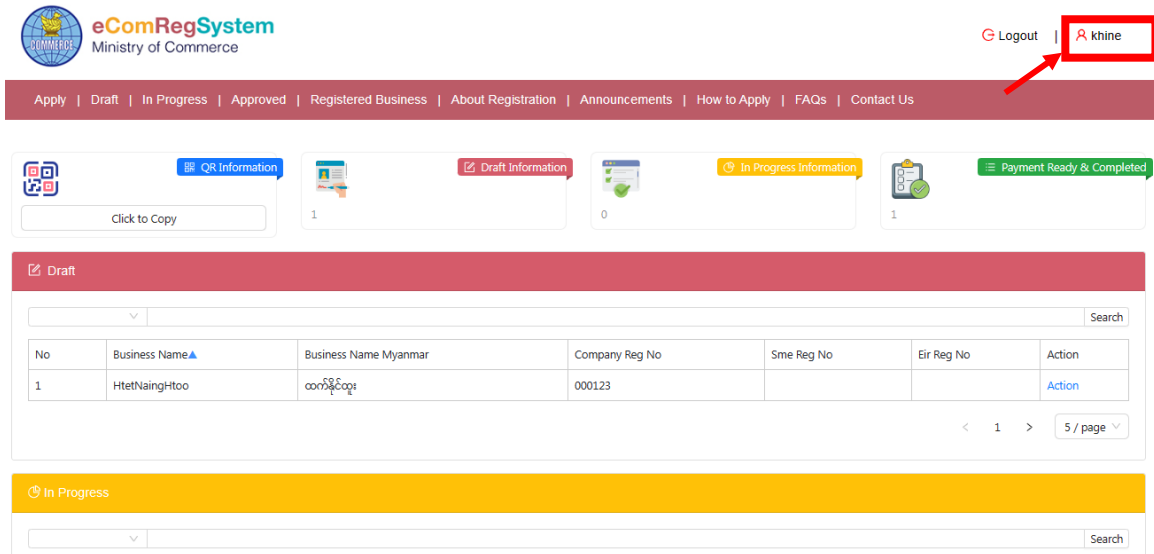 eComRegSystem
Ministry of Commerce
COMMERCE
Logout | khine
Apply | Draft | In Progress | Approved | Registered Business | About Registration | Announcements | How to Apply | FAQs | Contact Us
QR Information
Click to Copy
Draft Information
1
In Progress Information
0
Payment Ready & Completed
1
Draft
Search
No Business Name Business Name Myanmar Company Reg No Sme Reg No Eir Reg No Action
1 HtetNaingHtoo ထက်နိုင်ထူး 000123 Action
< 1 > 5 / page
In Progress
Search